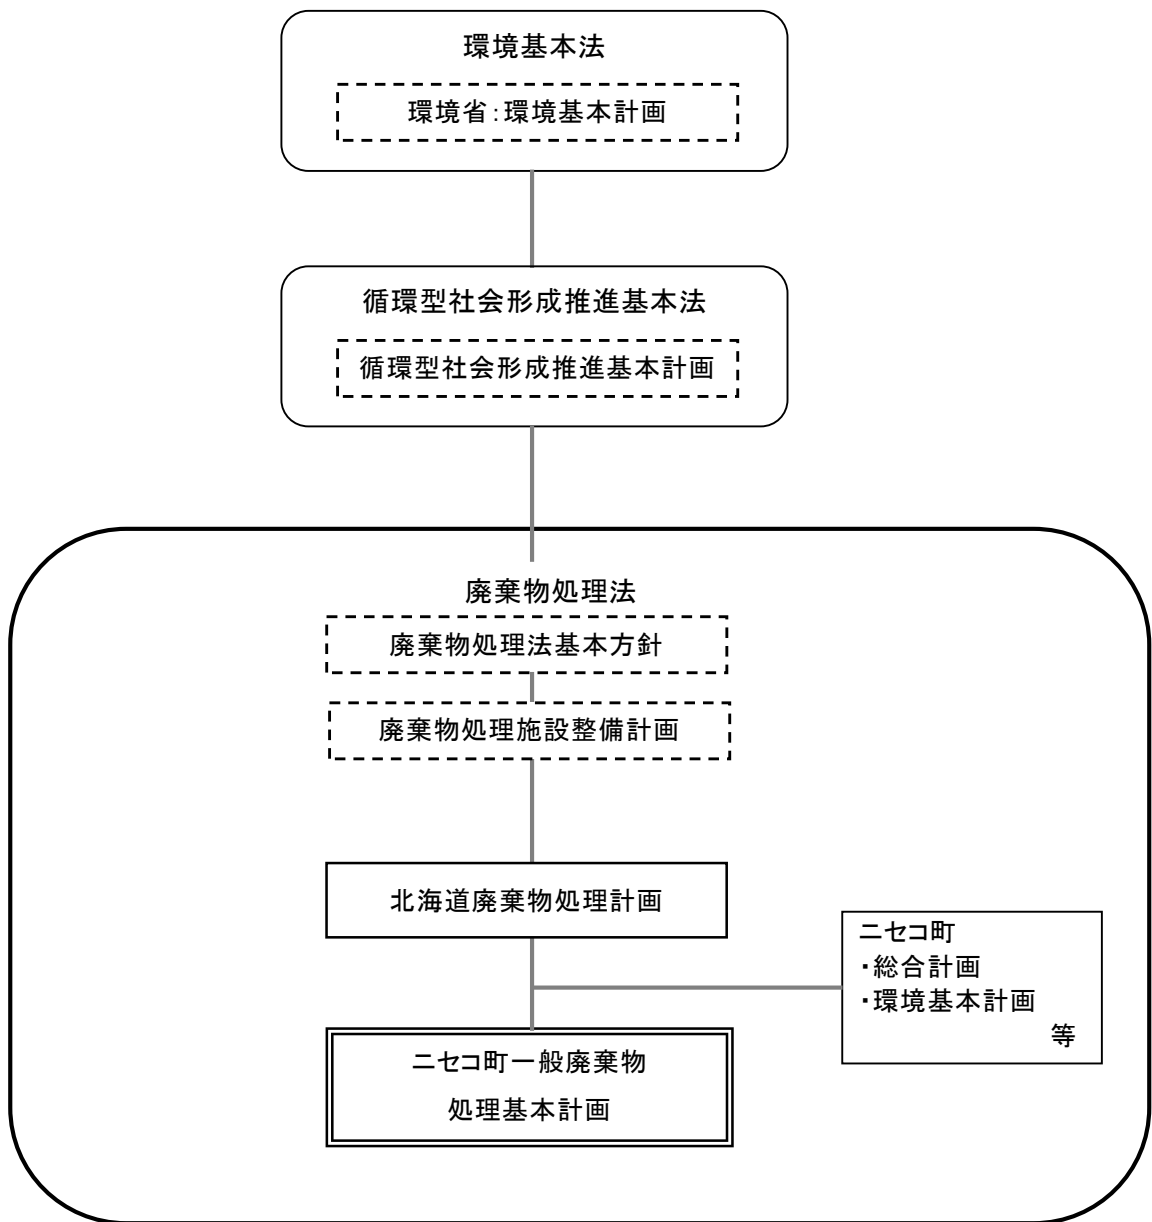 環境基本法
環境省：環境基本計画
循環型社会形成推進基本法
循環型社会形成推進基本計画
廃棄物処理法
廃棄物処理法基本方針
廃棄物処理施設整備計画
北海道廃棄物処理計画
ニセコ町
・総合計画
・環境基本計画
等
ニセコ町一般廃棄物
処理基本計画